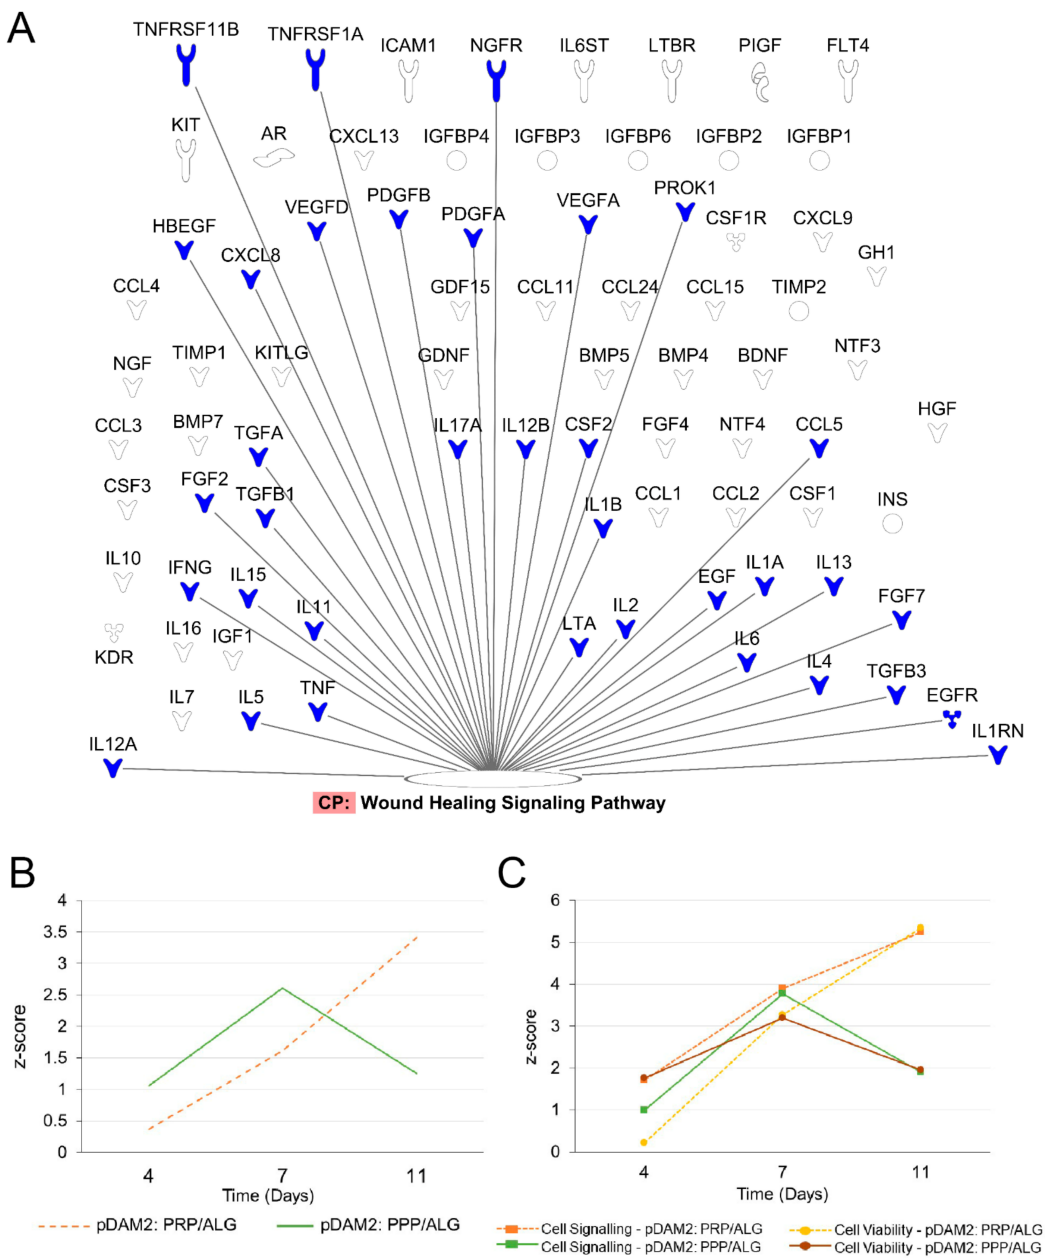 A
TNFRSF11B TNFRSF1A ICAM1 NGFR IL6ST LTBR PIGF FLT4
KIT AR CXCL13 IGFBP4 IGFBP3 IGFBP6 IGFBP2 IGFBP1
HBEGF CXCL8 VEGFD PDGFB PDGFA VEGFA PROK1 CSF1R CXCL9 GH1
CCL4 GDF15 CCL11 CCL24 CCL15 TIMP2
NGF TIMP1 KITLG GDNF BMP5 BMP4 BDNF NTF3
CCL3 BMP7 TGFA IL17A IL12B CSF2 FGF4 NTF4 CCL5 HGF
CSF3 FGF2 TGFB1 IL1B CCL1 CCL2 CSF1 INS
IL10 IFNG IL15 IL11 LTA IL2 EGF IL1A IL13 FGF7
KDR IL16 IGF1 IL6
IL7 IL5 TNF IL4 TGFB3 EGFR
IL12A IL1RN
CP: Wound Healing Signaling Pathway
B
4
3.5
3
2.5
2
1.5
1
0.5
0
z-score
4 7 11
Time (Days)
pDAM2: PRP/ALG pDAM2: PPP/ALG
C
6
5
4
3
2
1
0
z-score
4 7 11
Time (Days)
Cell Signalling - pDAM2: PRP/ALG Cell Viability - pDAM2: PRP/ALG
Cell Signalling - pDAM2: PPP/ALG Cell Viability - pDAM2: PPP/ALG